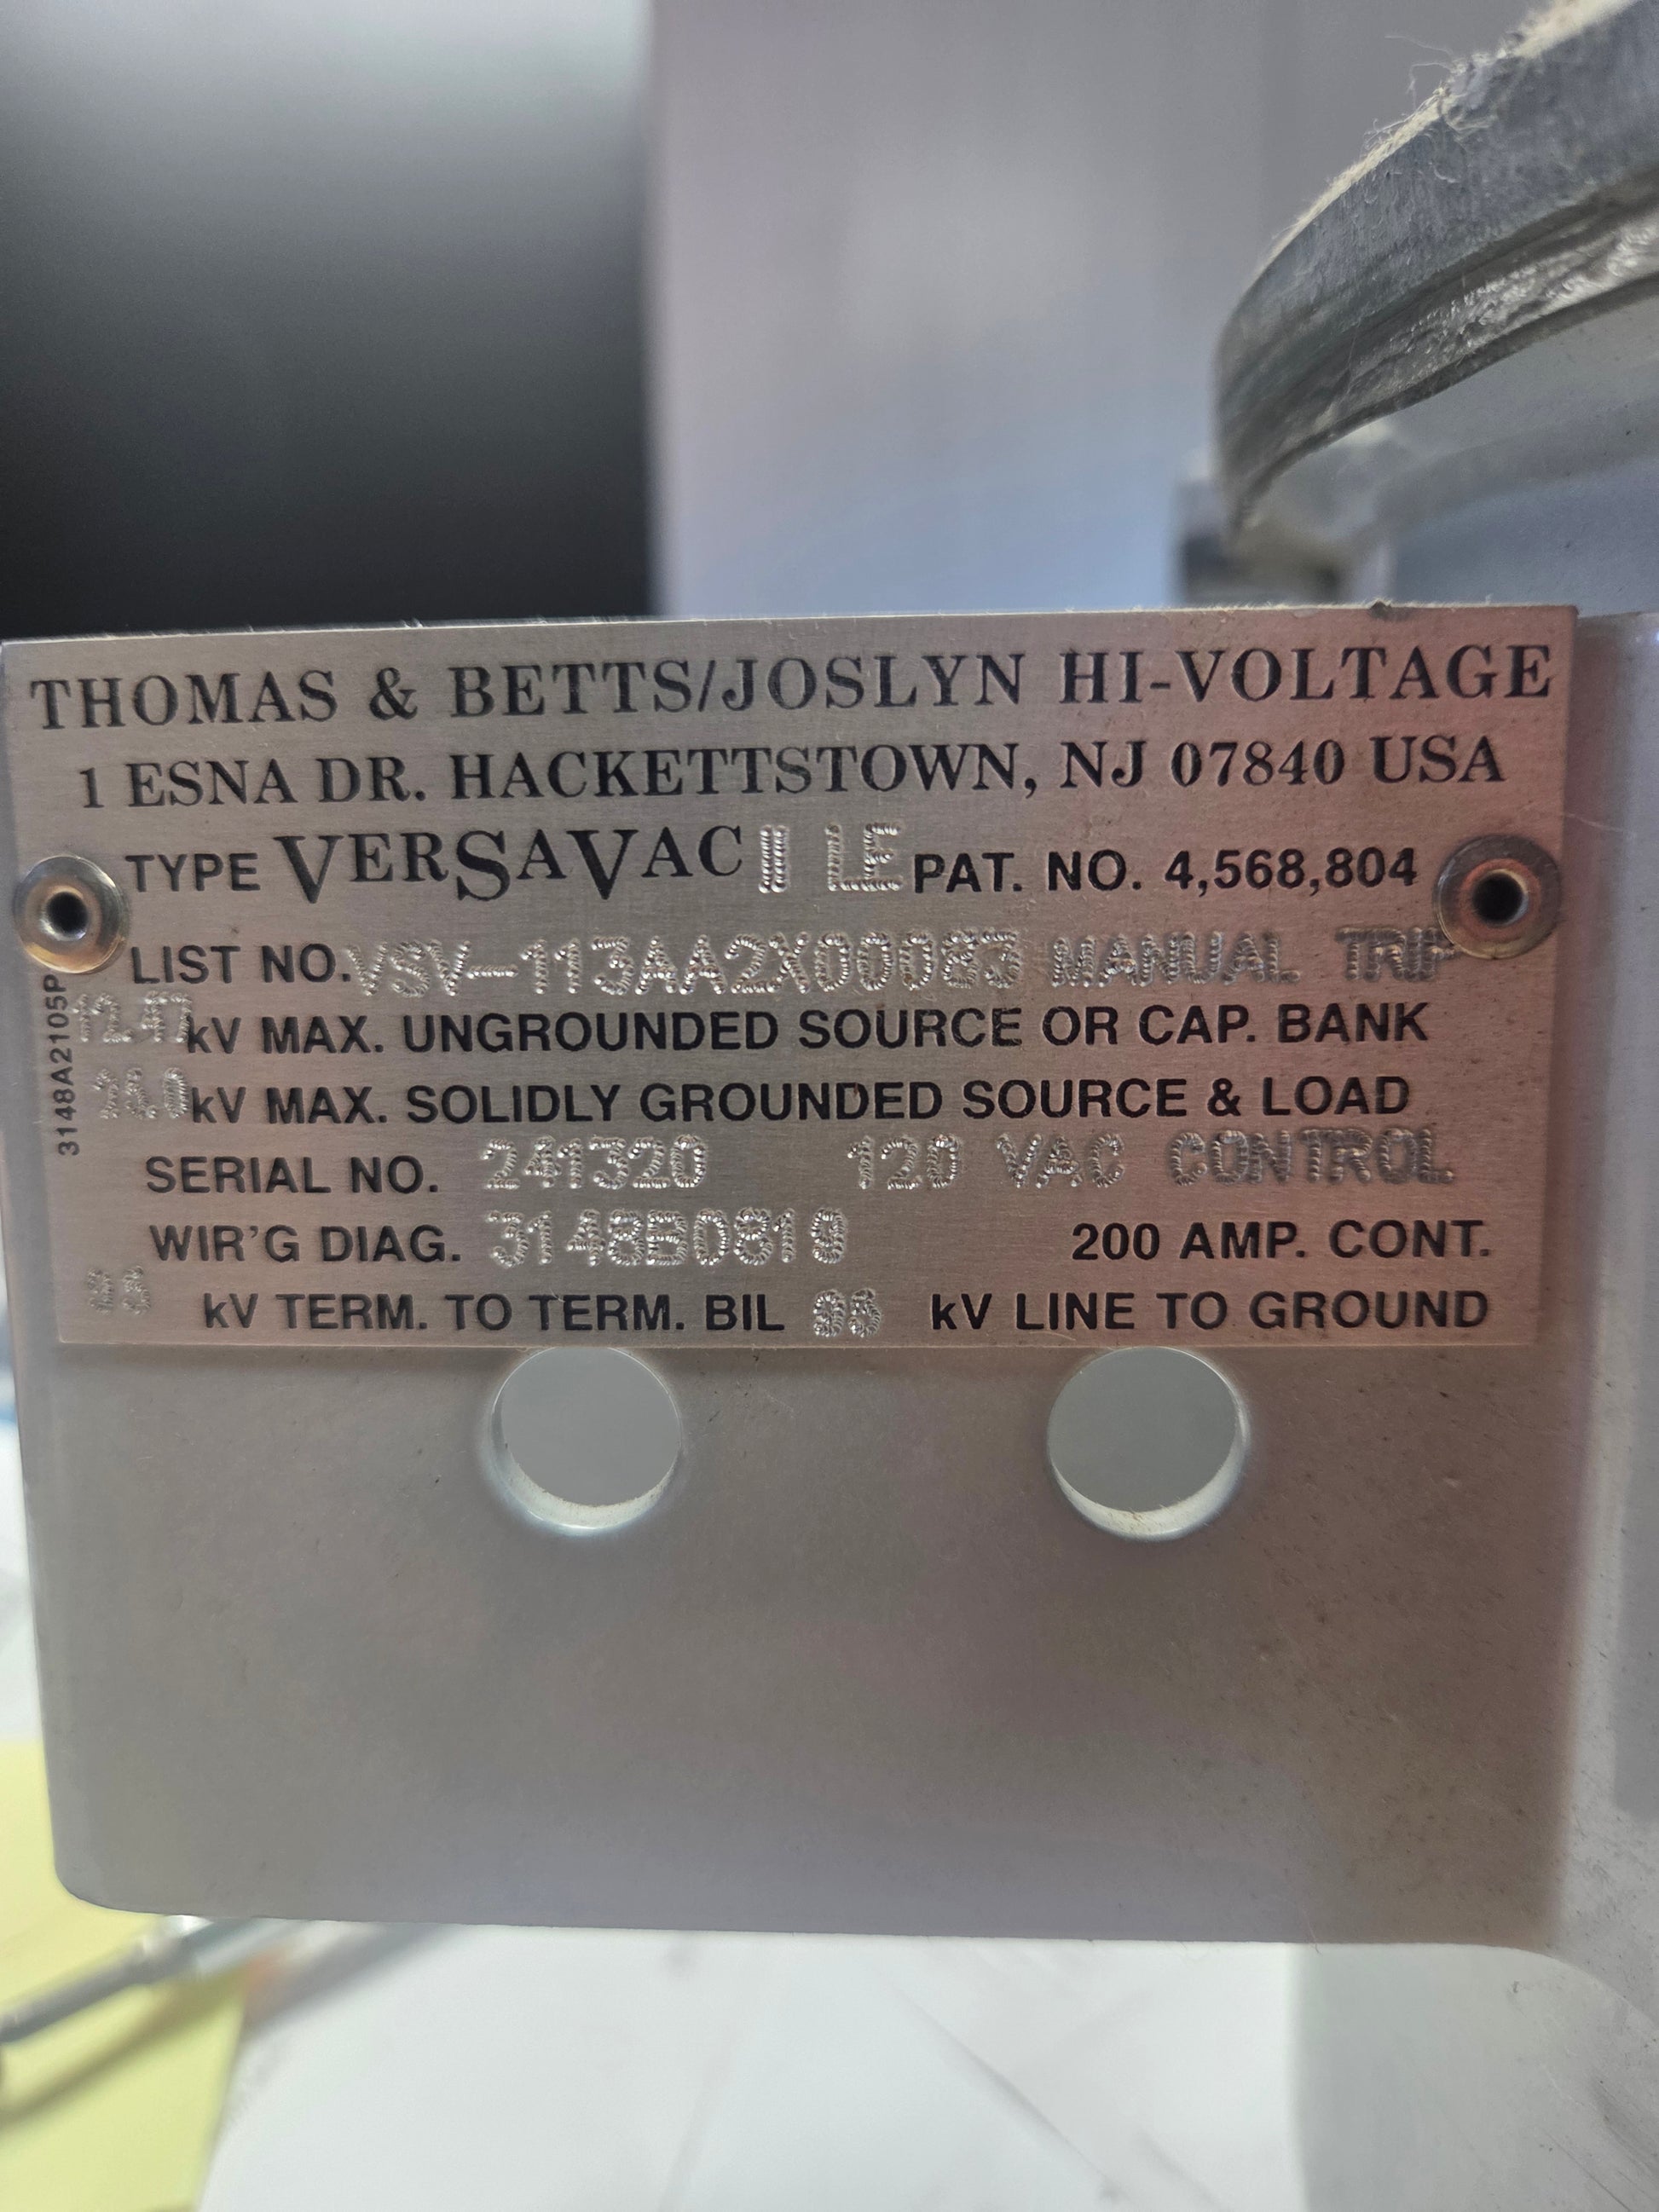 THOMAS & BETTS/JOSLYN HI-VOLTAGE
1 ESNA DR. HACKETTSTOWN, NJ 07840 USA
TYPE VERSAVAC II LE PAT. NO. 4,568,804
LIST NO. VSV-113AA2X00083 MANUAL TRIP
12.47 kV MAX. UNGROUNDED SOURCE OR CAP. BANK
kV MAX. SOLIDLY GROUNDED SOURCE & LOAD
SERIAL NO. 241320 120 VAC CONTROL
WIR'G DIAG. 3148B0819 200 AMP. CONT.
kV TERM. TO TERM. BIL 95 kV LINE TO GROUND
3148A2105P